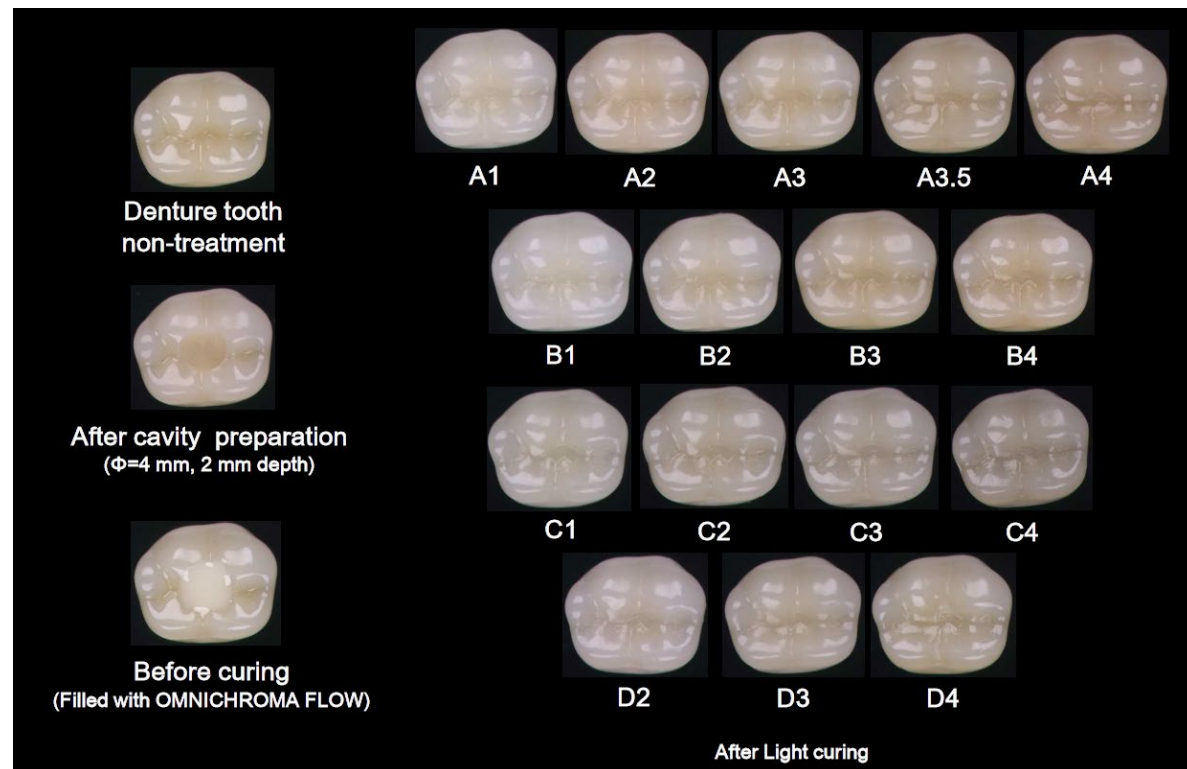 Denture tooth
non-treatment
After cavity preparation
(Φ=4 mm, 2 mm depth)
Before curing
(Filled with OMNICHROMA FLOW)
A1 A2 A3 A3.5 A4
B1 B2 B3 B4
C1 C2 C3 C4
D2 D3 D4
After Light curing